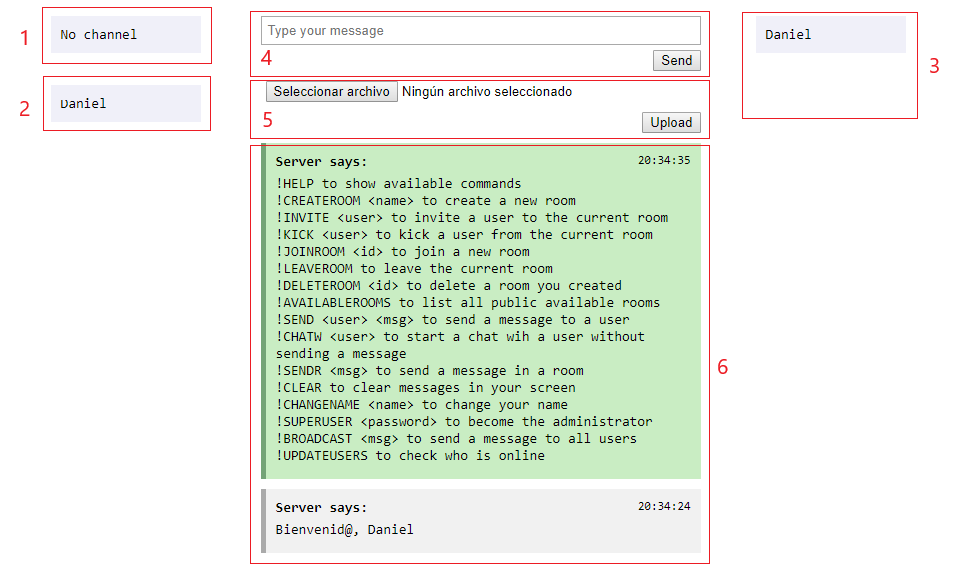 1
No channel
2
Daniel
Type your message
4
Send
Seleccionar archivo Ningún archivo seleccionado
5
Upload
Server says: 20:34:35
!HELP to show available commands
!CREATEROOM <name> to create a new room
!INVITE <user> to invite a user to the current room
!KICK <user> to kick a user from the current room
!JOINROOM <id> to join a new room
!LEAVEROOM to leave the current room
!DELETEROOM <id> to delete a room you created
!AVAILABLEROOMS to list all public available rooms
!SEND <user> <msg> to send a message to a user
!CHATW <user> to start a chat wih a user without
sending a message
!SENDR <msg> to send a message in a room
!CLEAR to clear messages in your screen
!CHANGENAME <name> to change your name
!SUPERUSER <password> to become the administrator
!BROADCAST <msg> to send a message to all users
!UPDATEUSERS to check who is online
Server says: 20:34:24
Bienvenid@, Daniel
6
Daniel
3